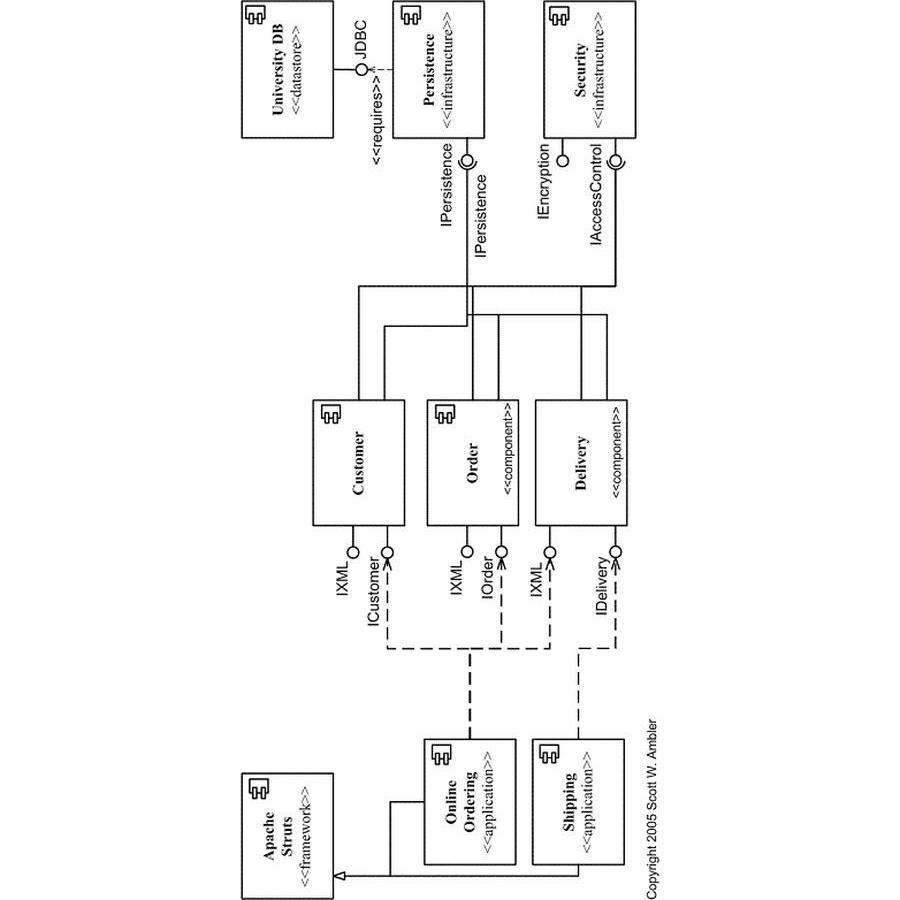 <<framework>>
Apache
Struts
<<application>>
Online
Ordering
<<application>>
Shipping
IXML
ICustomer
IXML
IOrder
IXML
IDelivery
Customer
<<component>>
Order
<<component>>
Delivery
IPersistence
IPersistence
IEncryption
IAccessControl
<<datastore>>
University DB
JDBC
<<requires>>
<<infrastructure>>
Persistence
<<infrastructure>>
Security
Copyright 2005 Scott W. Ambler